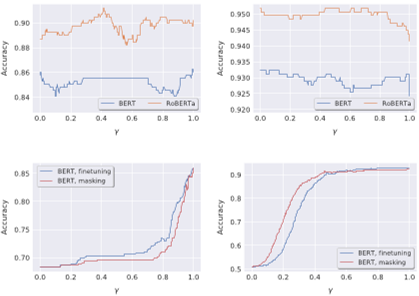 Accuracy
0.90
0.88
0.86
0.84
BERT
RoBERTa
0.0 0.2 0.4 0.6 0.8 1.0
γ
Accuracy
0.950
0.945
0.940
0.935
0.930
0.925
0.920
BERT
RoBERTa
0.0 0.2 0.4 0.6 0.8 1.0
γ
Accuracy
0.85
0.80
0.75
0.70
BERT, finetuning
BERT, masking
0.0 0.2 0.4 0.6 0.8 1.0
γ
Accuracy
0.9
0.8
0.7
0.6
0.5
BERT, finetuning
BERT, masking
0.0 0.2 0.4 0.6 0.8 1.0
γ